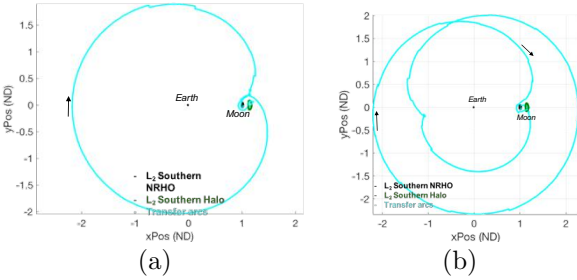 yPos (ND)
1.5
1
0.5
0
-0.5
-1
-1.5
-2
Earth
Moon
L₂ Southern
NRHO
L₂ Southern Halo
Transfer arcs
-2
-1
0
1
2
xPos (ND)
(a)
yPos (ND)
2
1.5
1
0.5
0
-0.5
-1
-1.5
-2
Earth
Moon
L₂ Southern NRHO
L₂ Southern Halo
Transfer arcs
-2
-1
0
1
2
xPos (ND)
(b)